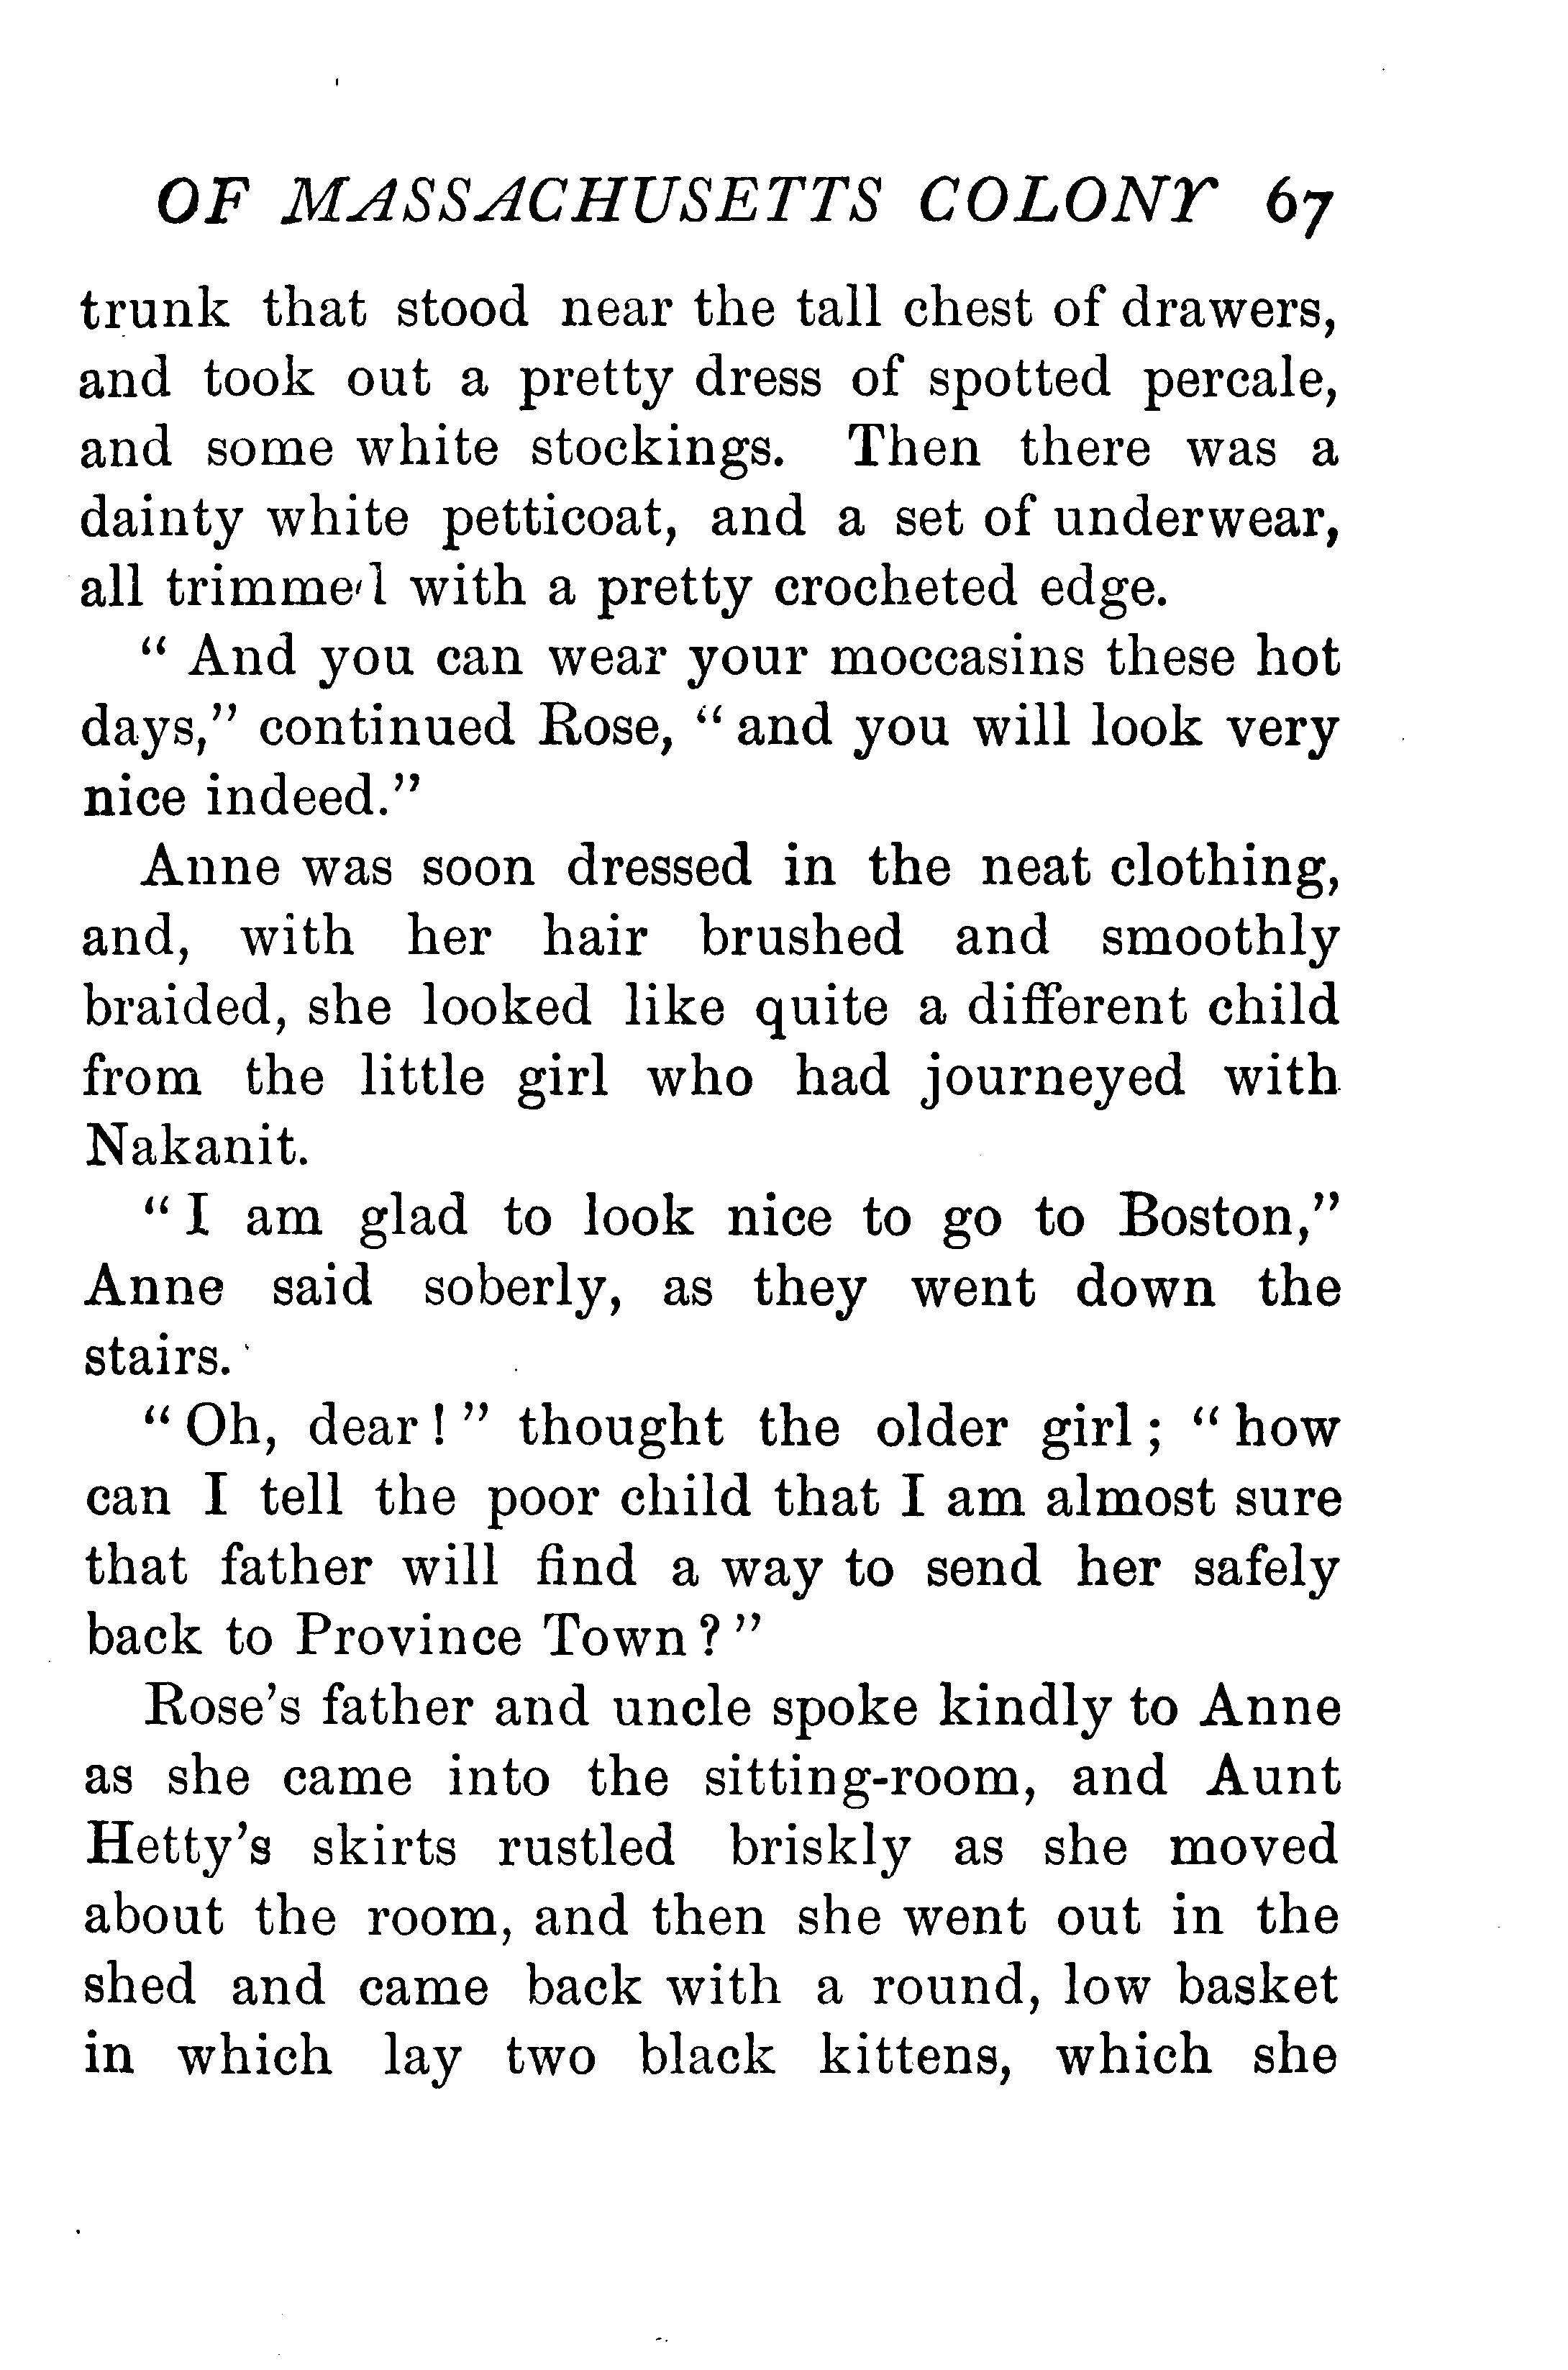 OF MASSACHUSETTS COLONY 67
trunk that stood near the tall chest of drawers,
and took out a pretty dress of spotted percale,
and some white stockings. Then there was a
dainty white petticoat, and a set of underwear,
all trimmed with a pretty crocheted edge.
“ And you can wear your moccasins these hot
days,” continued Rose, “ and you will look very
nice indeed.”
Anne was soon dressed in the neat clothing,
and, with her hair brushed and smoothly
braided, she looked like quite a different child
from the little girl who had journeyed with
Nakanit.
“ I am glad to look nice to go to Boston,”
Anne said soberly, as they went down the
stairs.
“ Oh, dear ! ” thought the older girl ; “ how
can I tell the poor child that I am almost sure
that father will find a way to send her safely
back to Province Town ? ”
Rose’s father and uncle spoke kindly to Anne
as she came into the sitting-room, and Aunt
Hetty’s skirts rustled briskly as she moved
about the room, and then she went out in the
shed and came back with a round, low basket
in which lay two black kittens, which she